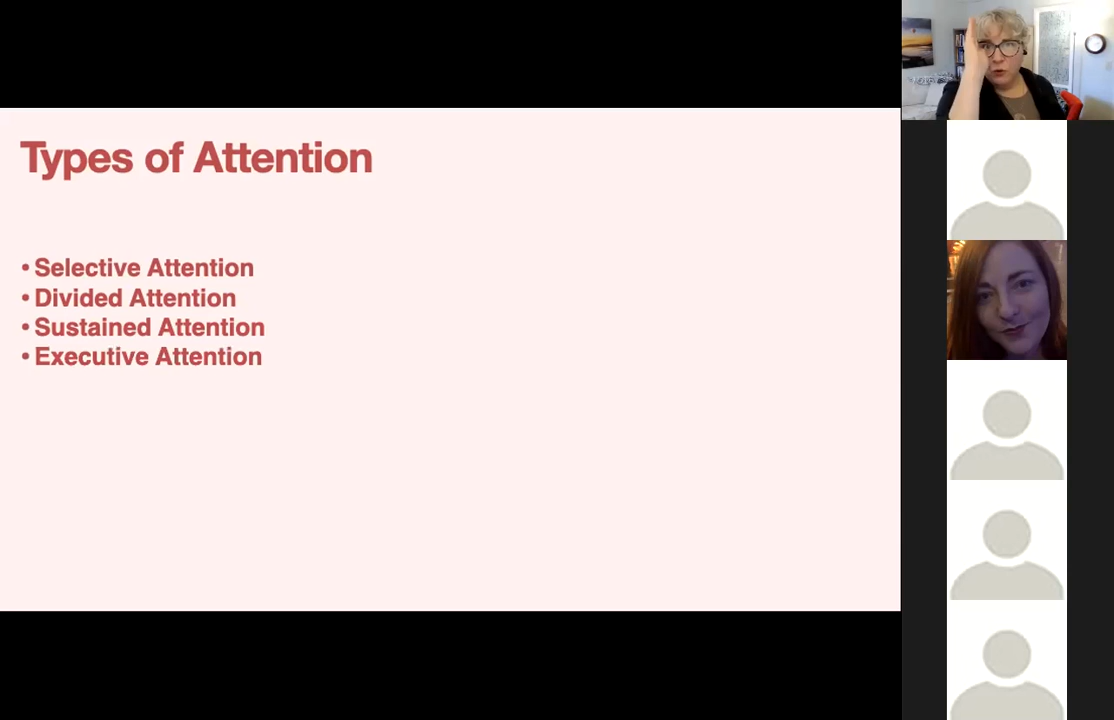 Types of Attention
• Selective Attention
• Divided Attention
• Sustained Attention
• Executive Attention